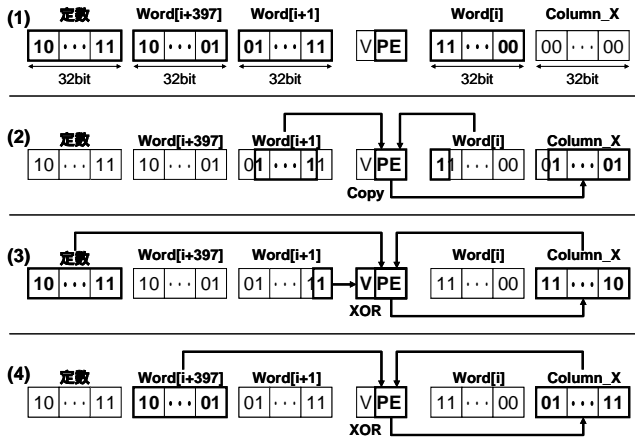 定数 Word[i+397] Word[i+1] Word[i] Column_X
(1) 10 ··· 11 10 ··· 01 01 ··· 11 V PE 11 ··· 00 00 ··· 00
32bit 32bit 32bit 32bit 32bit
(2) 定数 Word[i+397] Word[i+1] Word[i] Column_X
10 ··· 11 10 ··· 01 01 ··· 11 V PE 11 ··· 00 01 ··· 01
Copy
(3) 定数 Word[i+397] Word[i+1] Word[i] Column_X
10 ··· 11 10 ··· 01 01 ··· 11 V PE 11 ··· 00 11 ··· 10
XOR
(4) 定数 Word[i+397] Word[i+1] Word[i] Column_X
10 ··· 11 10 ··· 01 01 ··· 11 V PE 11 ··· 00 01 ··· 11
XOR